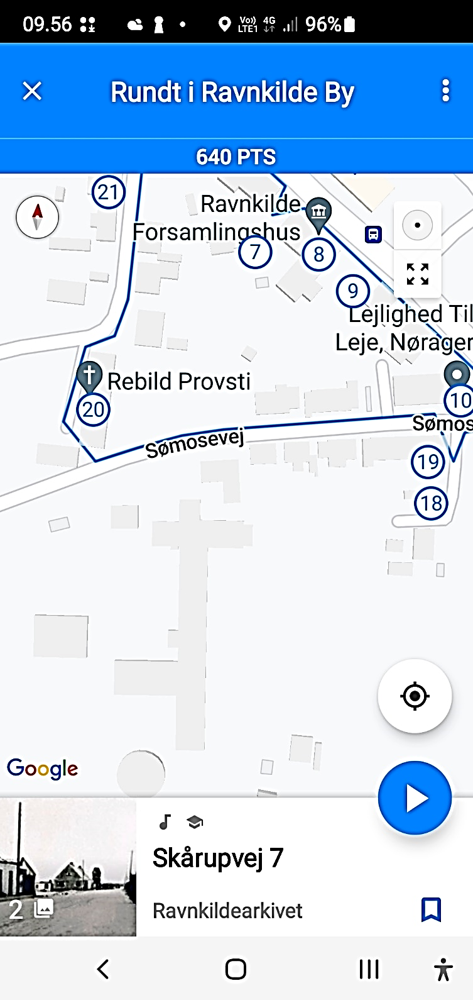 09.56
Vo)) LTE1 4G 96%
Rundt i Ravnkilde By
640 PTS
21
Ravnkilde
Forsamlingshus
7
8
9
Lejlighed Til
Leje, Nørager
Rebild Provsti
20
10
Sømos
Sømosevej
19
18
Google
Skårupvej 7
2
Ravnkildearkivet